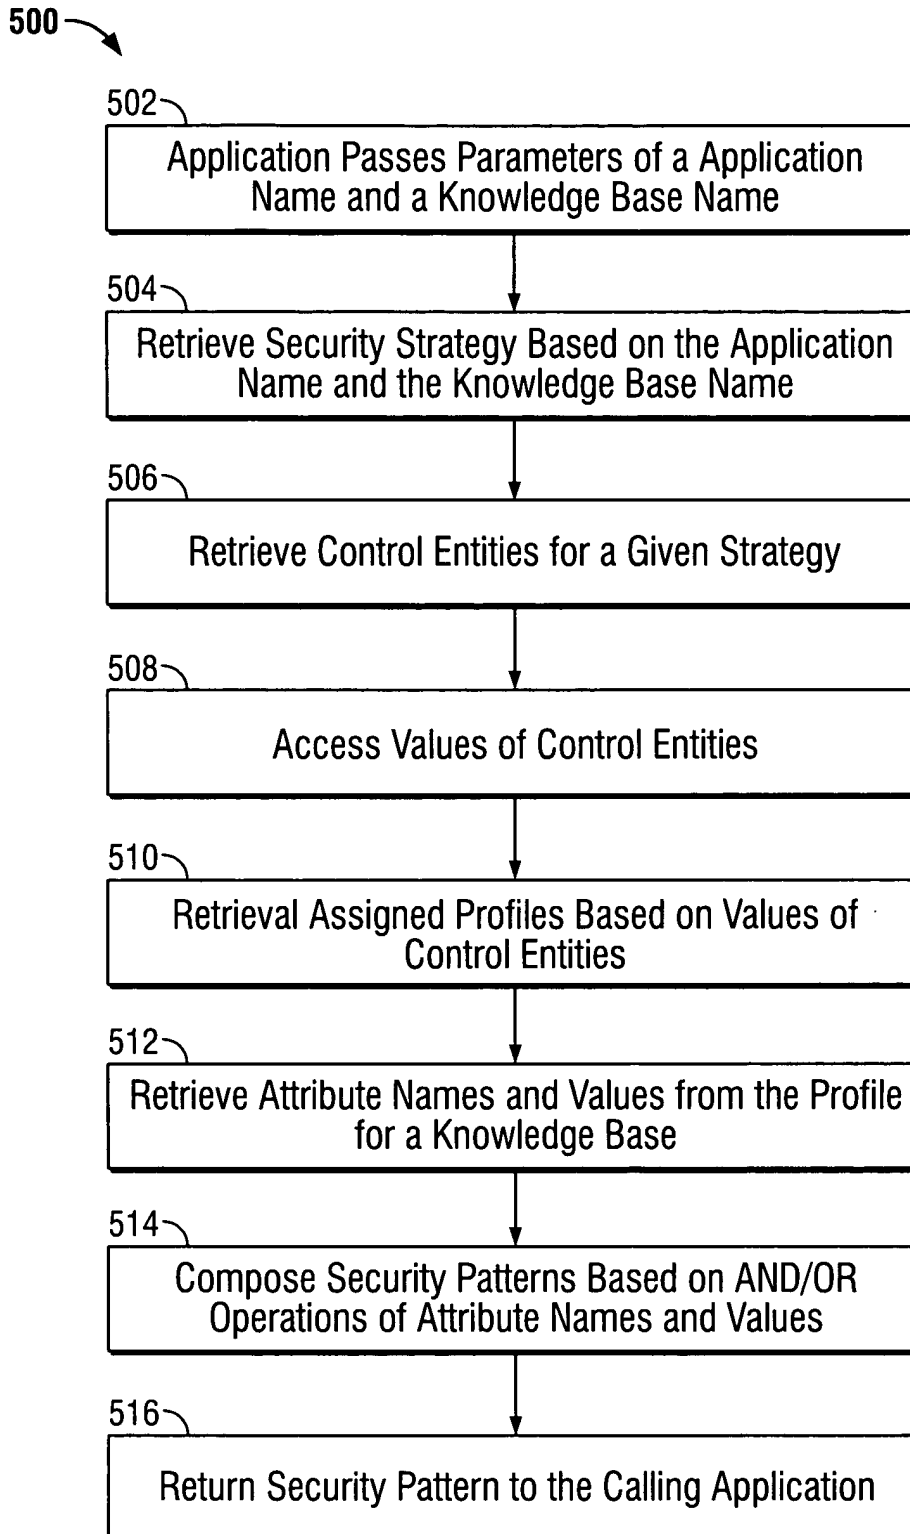 500
502
Application Passes Parameters of a Application
Name and a Knowledge Base Name
504
Retrieve Security Strategy Based on the Application
Name and the Knowledge Base Name
506
Retrieve Control Entities for a Given Strategy
508
Access Values of Control Entities
510
Retrieval Assigned Profiles Based on Values of
Control Entities
512
Retrieve Attribute Names and Values from the Profile
for a Knowledge Base
514
Compose Security Patterns Based on AND/OR
Operations of Attribute Names and Values
516
Return Security Pattern to the Calling Application